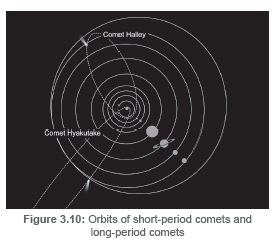 Comet Halley
Comet Hyakutake
Figure 3.10: Orbits of short-period comets and
long-period comets